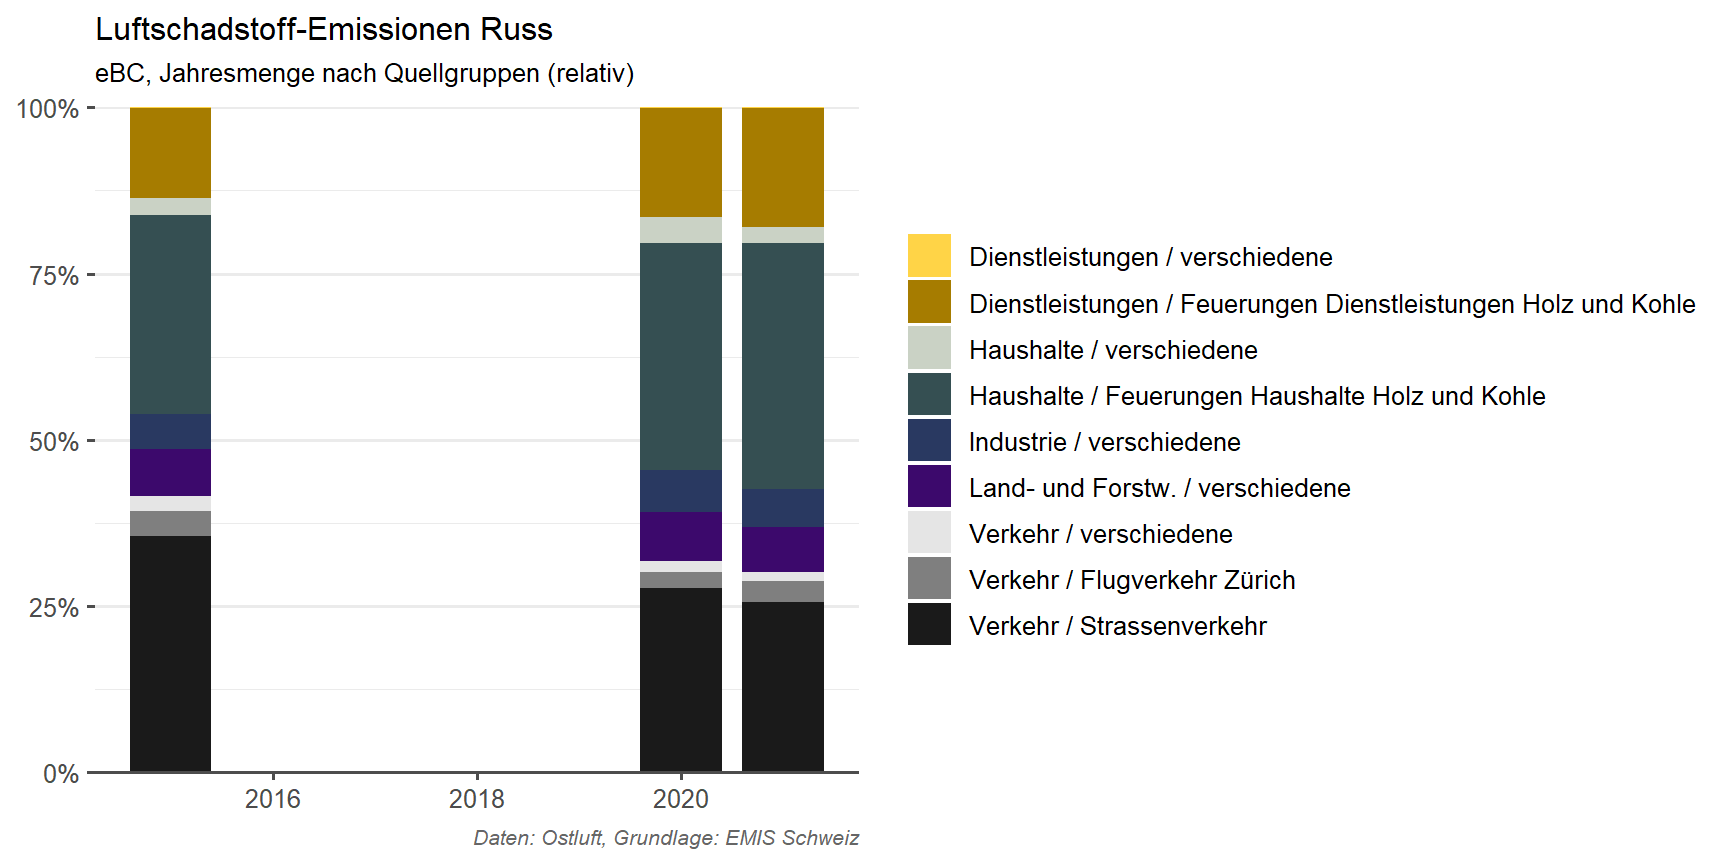 Luftschadstoff-Emissionen Russ
eBC, Jahresmenge nach Quellgruppen (relativ)
100%
75%
50%
25%
0%
2016
2018
2020
Dienstleistungen / verschiedene
Dienstleistungen / Feuerungen Dienstleistungen Holz und Kohle
Haushalte / verschiedene
Haushalte / Feuerungen Haushalte Holz und Kohle
Industrie / verschiedene
Land- und Forstw. / verschiedene
Verkehr / verschiedene
Verkehr / Flugverkehr Zürich
Verkehr / Strassenverkehr
Daten: Ostluft, Grundlage: EMIS Schweiz